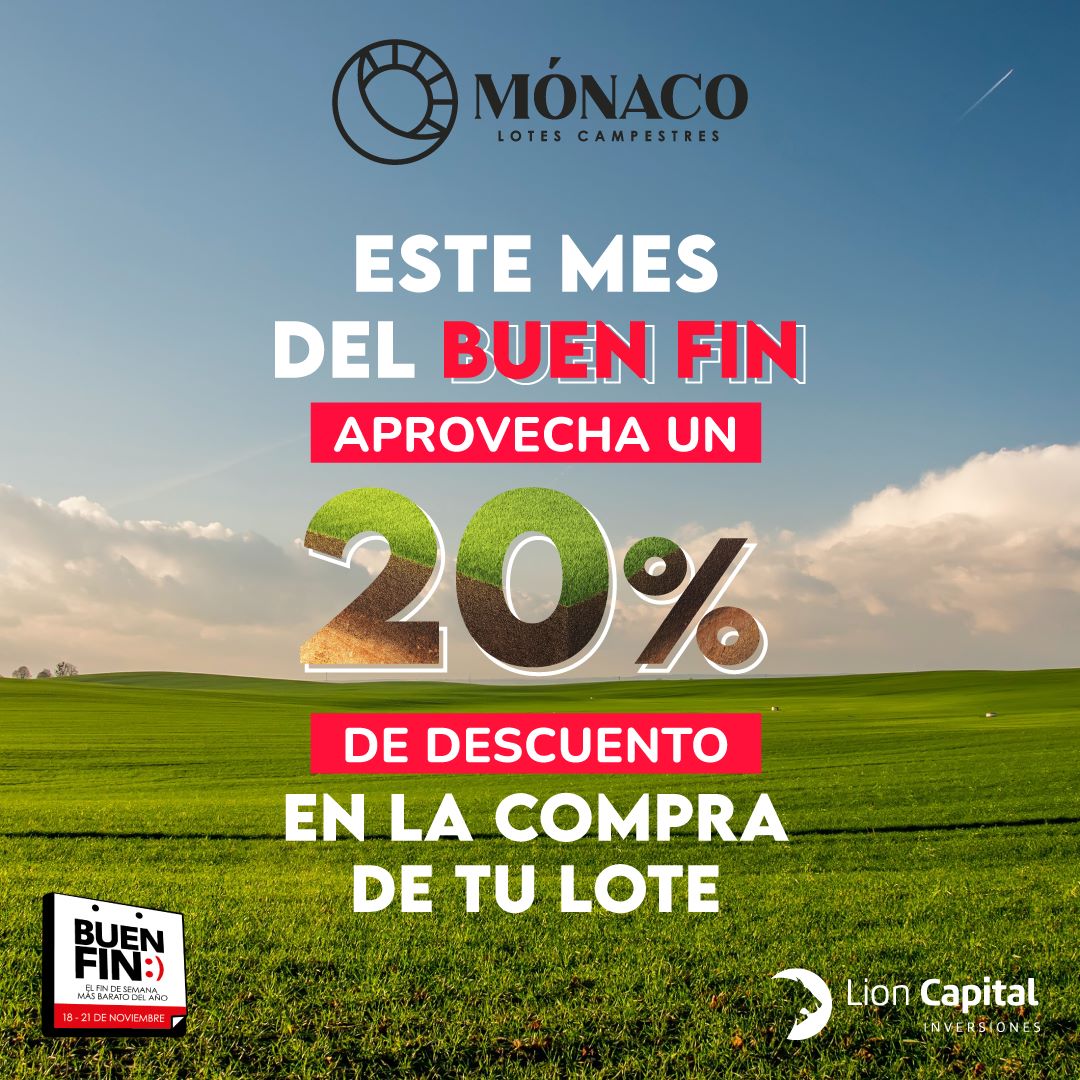 MÓNACO
LOTES CAMPESTRES
ESTE MES
DEL BUEN FIN
APROVECHA UN
20%
DE DESCUENTO
EN LA COMPRA
DE TU LOTE
BUEN
FIN:)
EL FIN DE SEMANA
MÁS BARATO DEL AÑO
18 - 21 DE NOVIEMBRE
Lion Capital
INVERSIONES